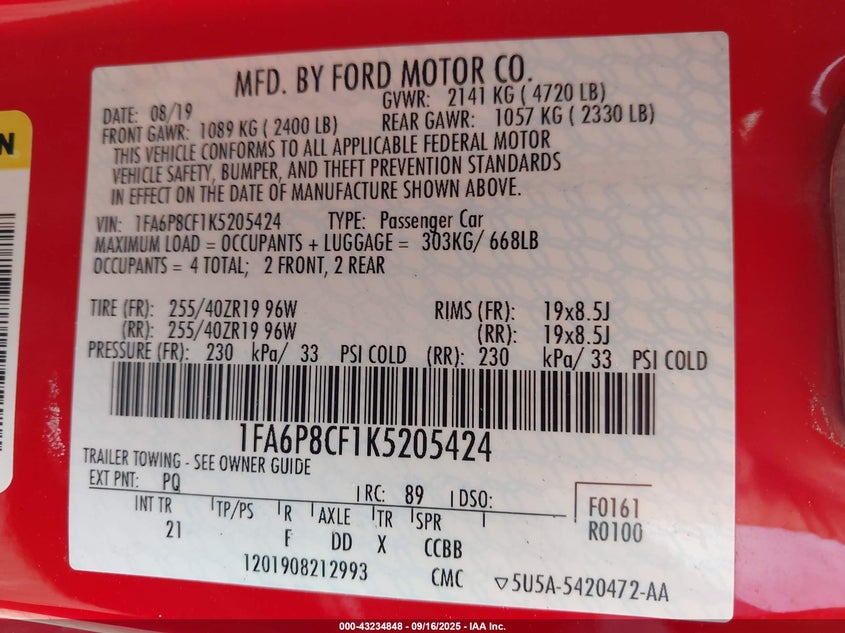 N
MFD. BY FORD MOTOR CO.
DATE: 08/19 GVWR: 2141 KG ( 4720 LB)
FRONT GAWR: 1089 KG ( 2400 LB) REAR GAWR: 1057 KG ( 2330 LB)
THIS VEHICLE CONFORMS TO ALL APPLICABLE FEDERAL MOTOR
VEHICLE SAFETY, BUMPER, AND THEFT PREVENTION STANDARDS
IN EFFECT ON THE DATE OF MANUFACTURE SHOWN ABOVE.
VIN: 1FA6P8CF1K5205424 TYPE: Passenger Car
MAXIMUM LOAD = OCCUPANTS + LUGGAGE = 303KG/ 668LB
OCCUPANTS = 4 TOTAL; 2 FRONT, 2 REAR
TIRE (FR): 255/40ZR19 96W RIMS (FR): 19x8.5J
(RR): 255/40ZR19 96W (RR): 19x8.5J
PRESSURE (FR): 230 kPa/ 33 PSI COLD (RR): 230 kPa/ 33 PSI COLD
1FA6P8CF1K5205424
TRAILER TOWING - SEE OWNER GUIDE
EXT PNT: PQ RC: 89 DSO: F0161
INT TR TP/PS R AXLE TR SPR R0100
21 F DD X CCBB
1201908212993 CMC ▽5U5A-5420472-AA
000-43234848 - 09/16/2025 - IAA Inc.